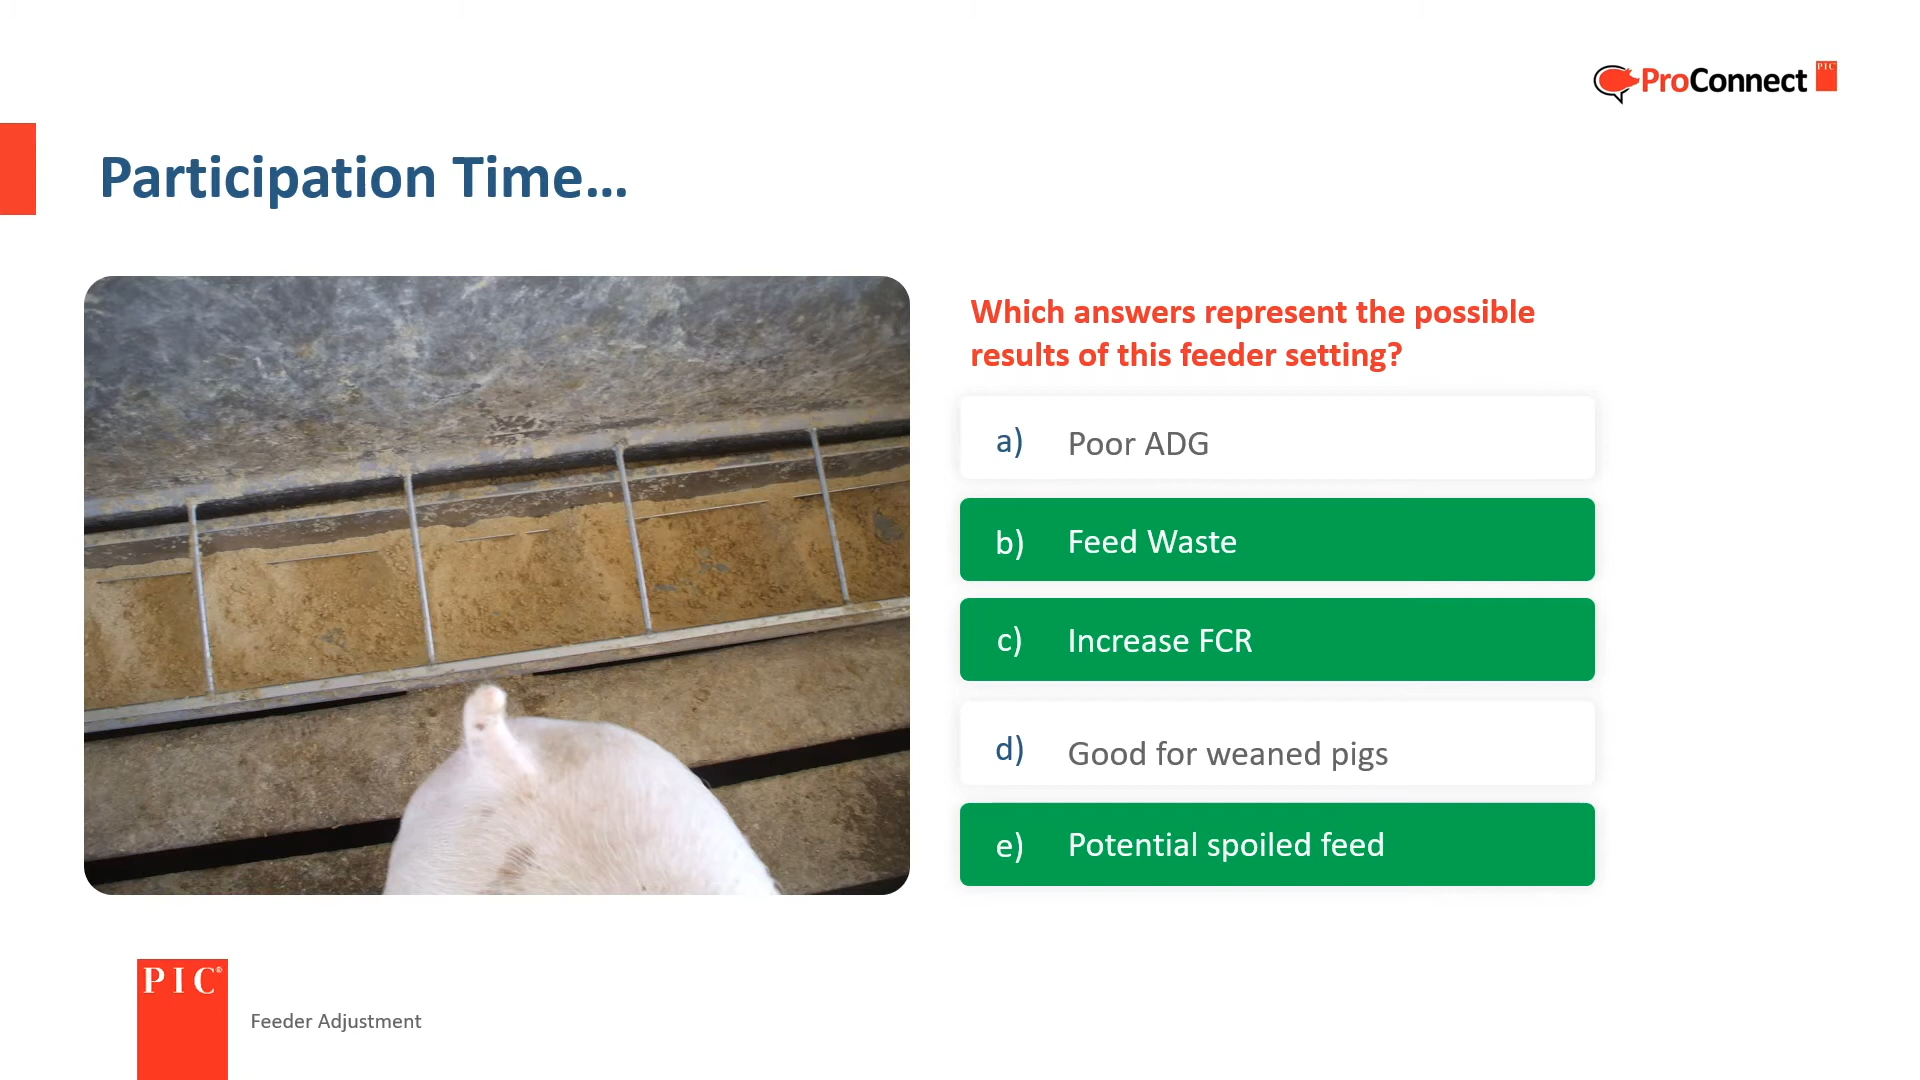 ProConnect PIC
Participation Time...
Which answers represent the possible
results of this feeder setting?
a) Poor ADG
b) Feed Waste
c) Increase FCR
d) Good for weaned pigs
e) Potential spoiled feed
PIC®
Feeder Adjustment